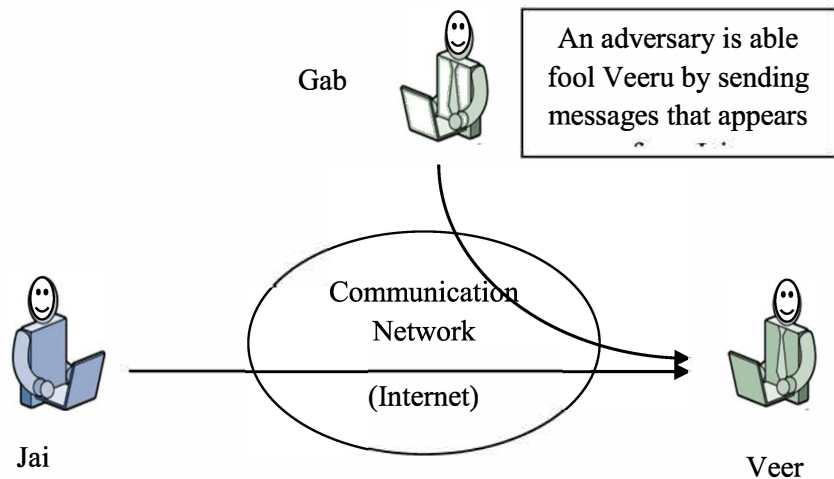 Gab
An adversary is able
fool Veeru by sending
messages that appears
Communication
Network
(Internet)
Jai
Veer